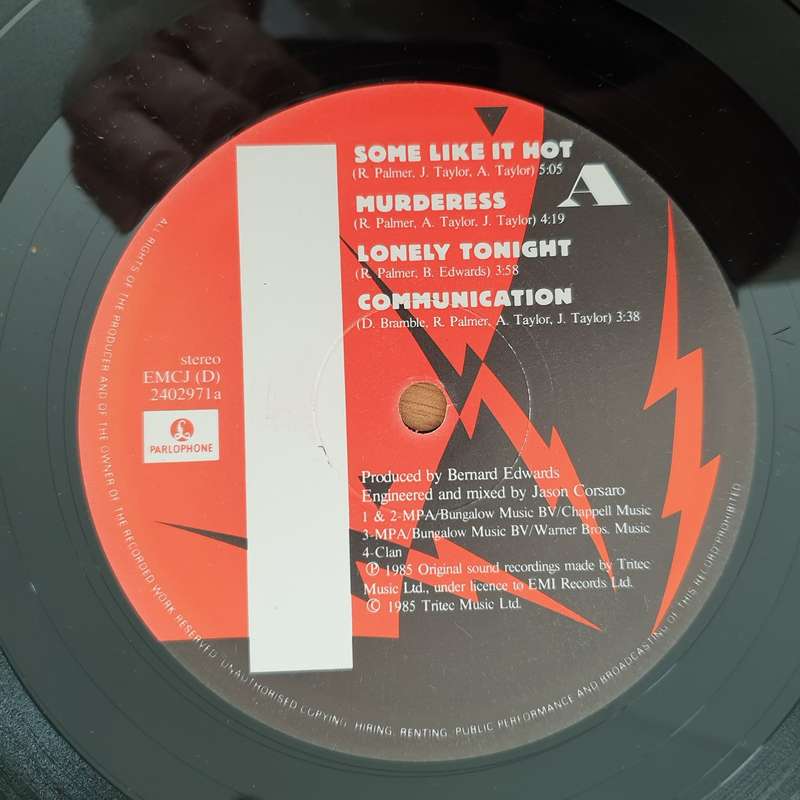 SOME LIKE IT HOT
(R. Palmer, J. Taylor, A. Taylor) 5:05
A
MURDERESS
(R. Palmer, A. Taylor, J. Taylor) 4:19
LONELY TONIGHT
(R. Palmer, B. Edwards) 3:58
COMMUNICATION
(D. Bramble, R. Palmer, A. Taylor, J. Taylor) 3:38
stereo
EMCJ (D)
2402971a
£
PARLOPHONE
Produced by Bernard Edwards
Engineered and mixed by Jason Corsaro
1 & 2-MPA/Bungalow Music BV/Chappell Music
3-MPA/Bungalow Music BV/Warner Bros. Music
4-Clan
Ⓟ 1985 Original sound recordings made by Tritec
Music Ltd., under licence to EMI Records Ltd.
© 1985 Tritec Music Ltd.
ALL RIGHTS OF THE PRODUCER AND OF THE OWNER OF THE RECORDED WORK RESERVED. UNAUTHORISED COPYING, HIRING, RENTING, PUBLIC PERFORMANCE AND BROADCASTING OF THIS RECORD PROHIBITED